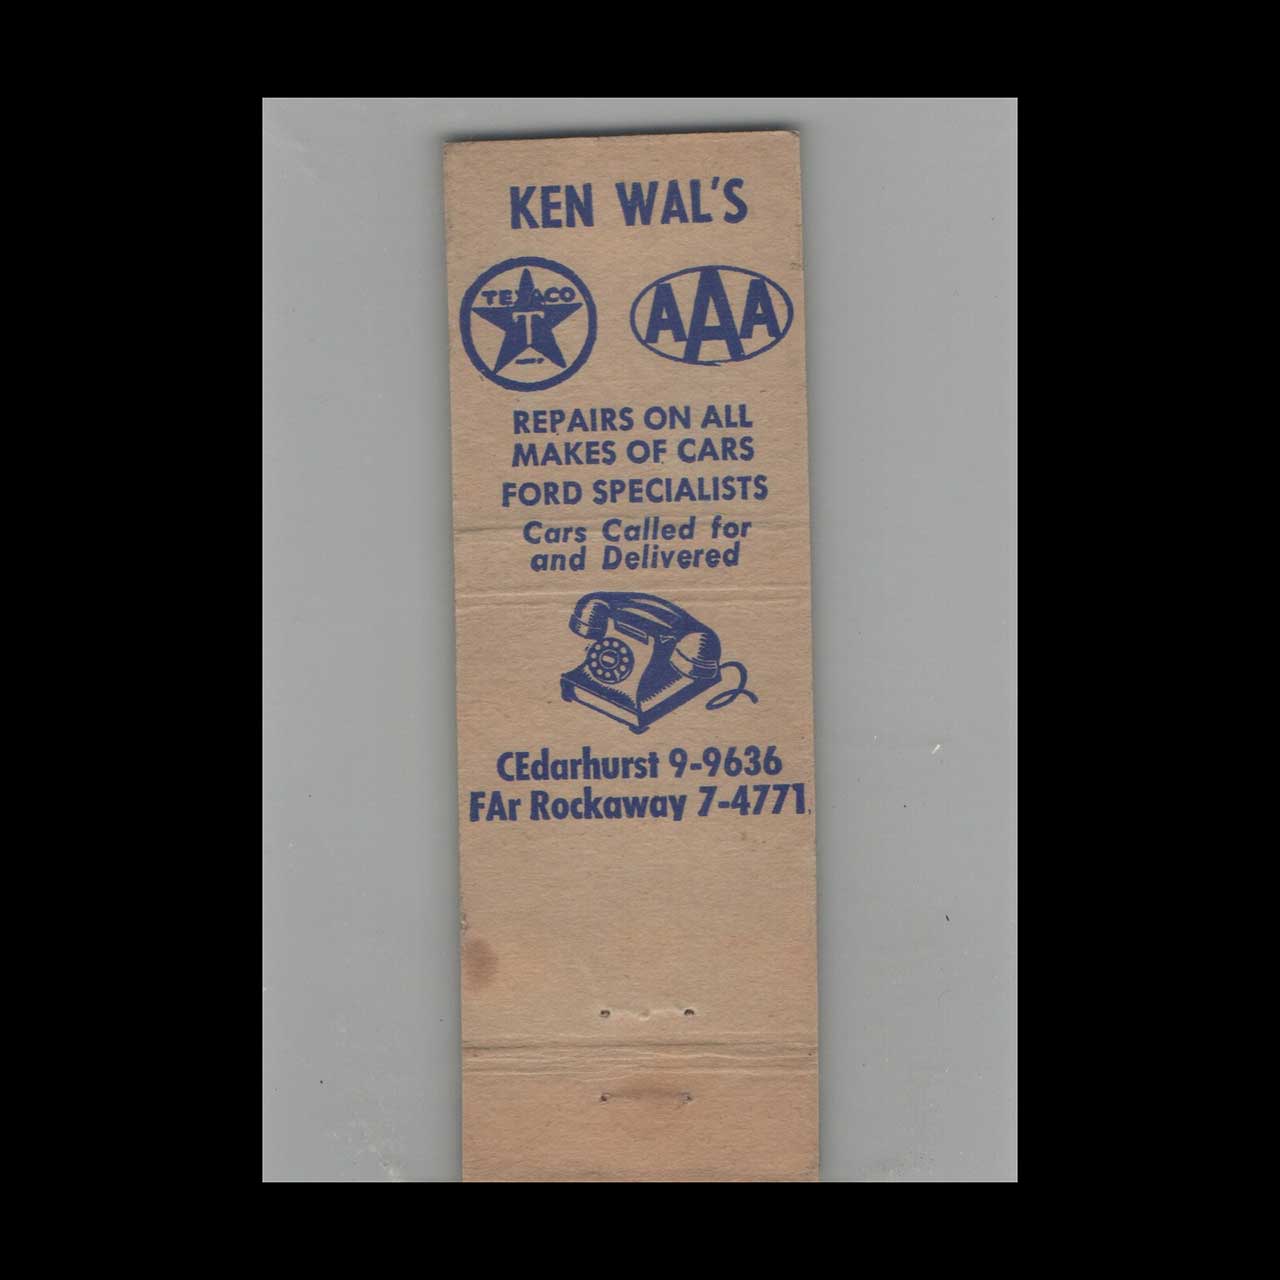 KEN WAL'S
TEXACO
T
AAA
REPAIRS ON ALL
MAKES OF CARS
FORD SPECIALISTS
Cars Called for
and Delivered
CEdarhurst 9-9636
FAr Rockaway 7-4771